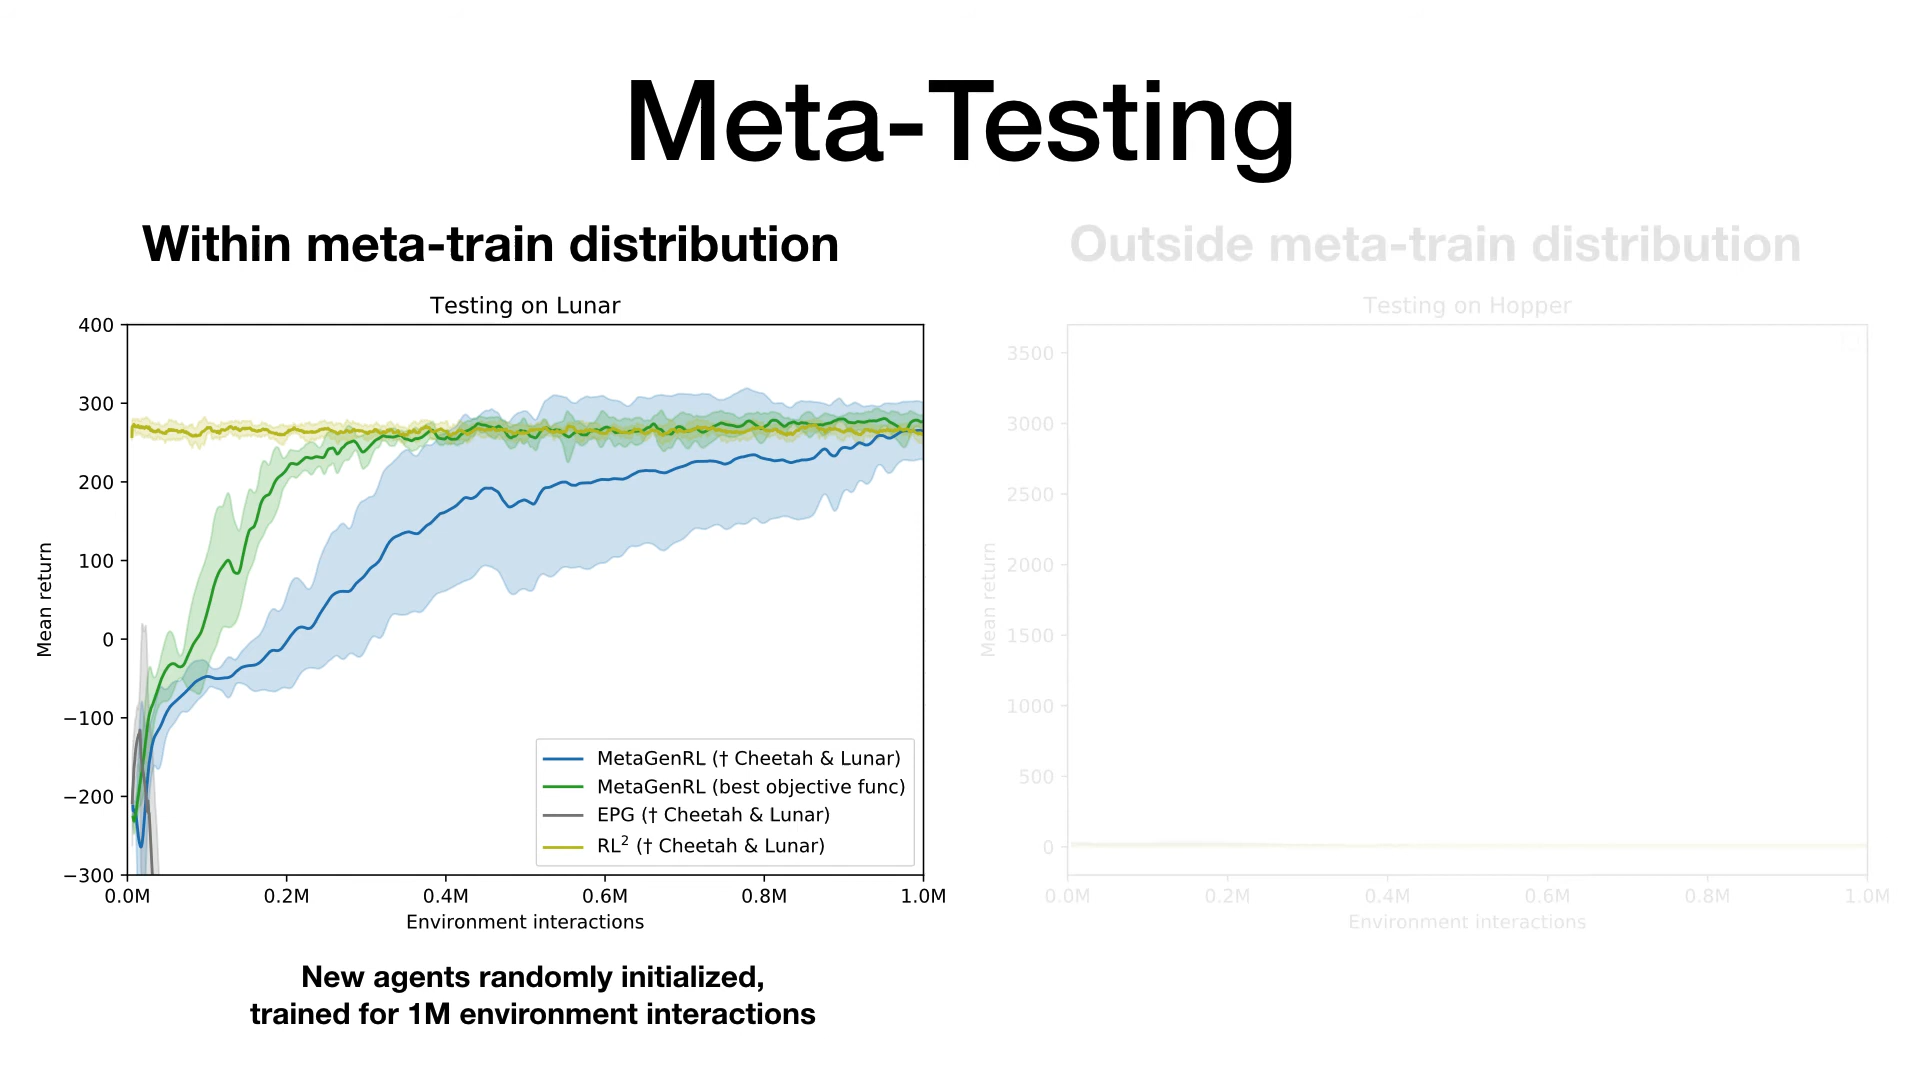 Meta-Testing
Within meta-train distribution
Testing on Lunar
400
300
200
100
0
−100
−200
−300
Mean return
0.0M
0.2M
0.4M
0.6M
0.8M
1.0M
Environment interactions
MetaGenRL († Cheetah & Lunar)
MetaGenRL (best objective func)
EPG († Cheetah & Lunar)
RL² († Cheetah & Lunar)
New agents randomly initialized,
trained for 1M environment interactions
Outside meta-train distribution
Testing on Hopper
3500
3000
2500
2000
1500
1000
500
0
Mean return
0.0M
0.2M
0.4M
0.6M
0.8M
1.0M
Environment interactions